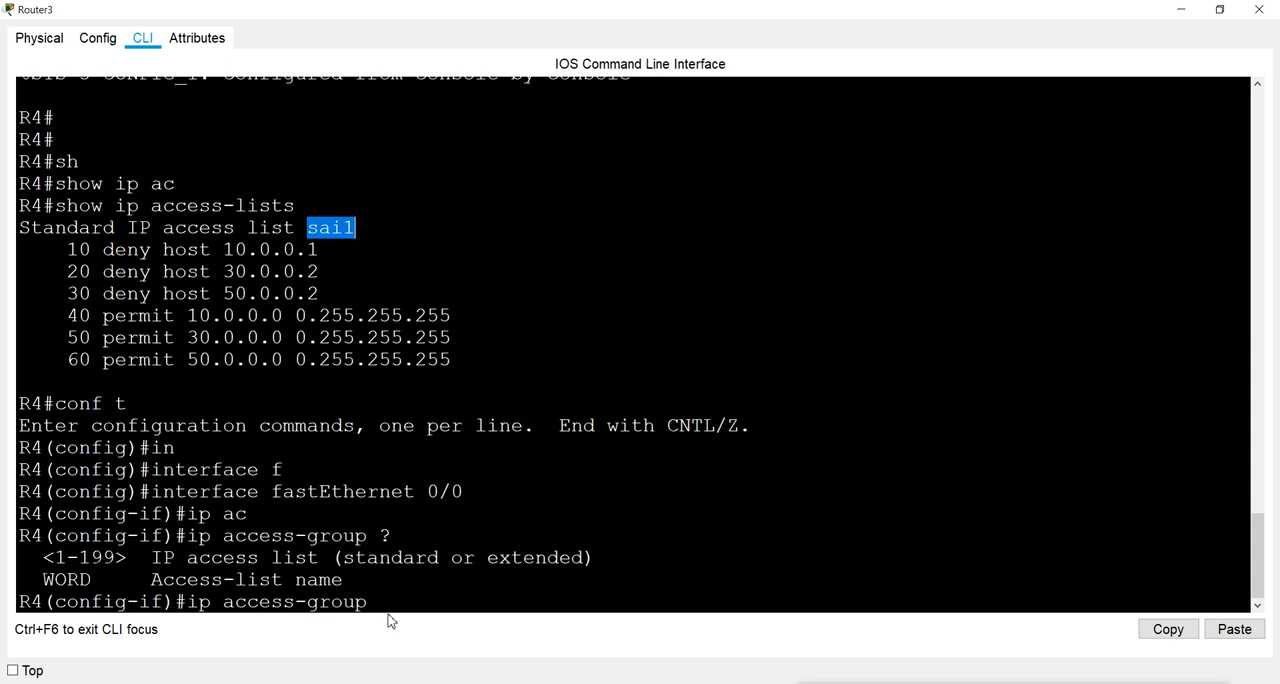 Router3
Physical Config CLI Attributes
IOS Command Line Interface
R4#
R4#
R4#sh
R4#show ip ac
R4#show ip access-lists
Standard IP access list sai1
10 deny host 10.0.0.1
20 deny host 30.0.0.2
30 deny host 50.0.0.2
40 permit 10.0.0.0 0.255.255.255
50 permit 30.0.0.0 0.255.255.255
60 permit 50.0.0.0 0.255.255.255
R4#conf t
Enter configuration commands, one per line. End with CNTL/Z.
R4(config)#in
R4(config)#interface f
R4(config)#interface fastEthernet 0/0
R4(config-if)#ip ac
R4(config-if)#ip access-group ?
<1-199> IP access list (standard or extended)
WORD Access-list name
R4(config-if)#ip access-group
Ctrl+F6 to exit CLI focus
Copy Paste
Top